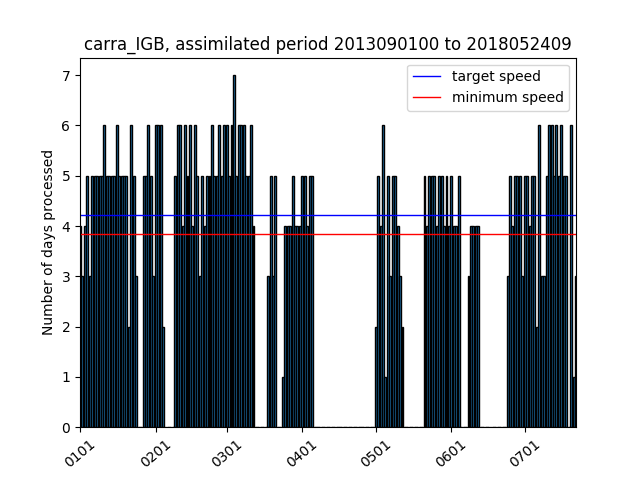 carra_IGB, assimilated period 2013090100 to 2018052409
target speed
minimum speed
Number of days processed
7
6
5
4
3
2
1
0
0101 0201 0301 0401 0501 0601 0701